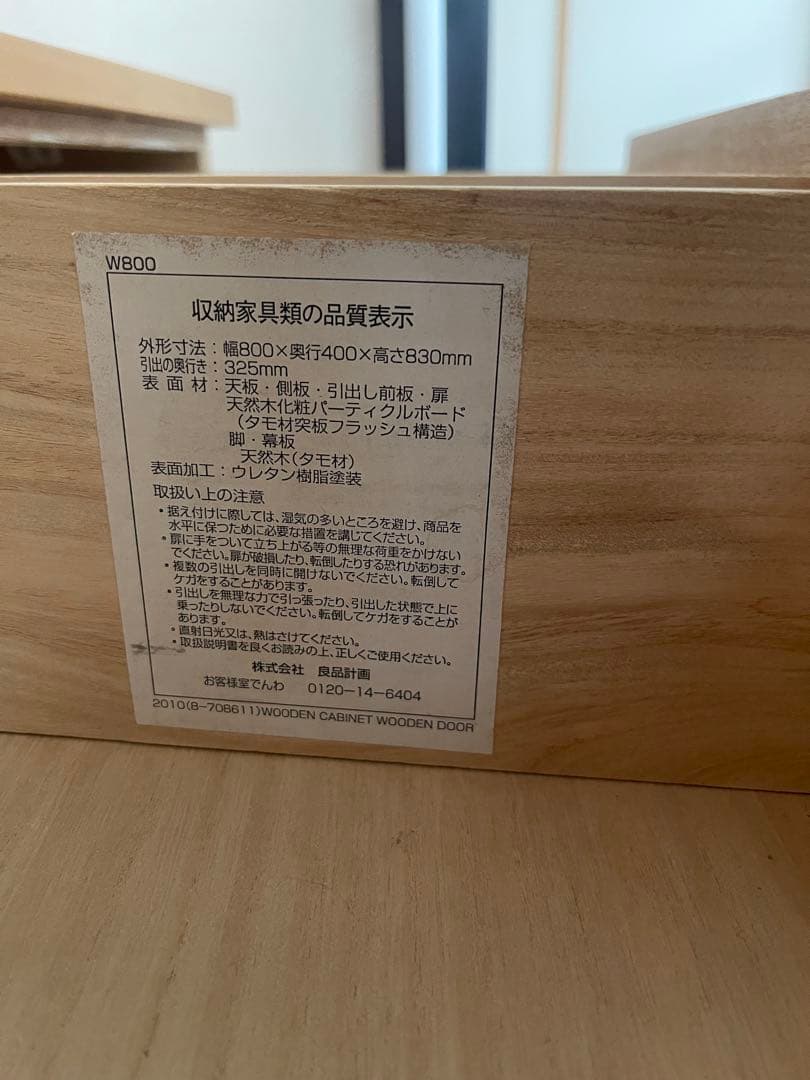 W800
収納家具類の品質表示
外形寸法：幅800×奥行400×高さ830mm
引出の奥行き：325mm
表面材：天板・側板・引出し前板・扉
天然木化粧パーティクルボード
（タモ材突板フラッシュ構造）
脚・幕板
天然木（タモ材）
表面加工：ウレタン樹脂塗装
取扱い上の注意
・据え付けに際しては、湿気の多いところを避け、商品を
水平に保つために必要な措置を講じてください。
・扉に手をついて立ち上がる等の無理な荷重をかけない
でください。扉が破損したり、転倒したりする恐れがあります。
・複数の引出しを同時に開けないでください。転倒して
ケガをすることがあります。
・引出しを無理な力で引っ張ったり、引出した状態で上に
乗ったりしないでください。転倒してケガをすることが
あります。
・直射日光又は、熱はさけてください。
・取扱説明書を良くお読みの上、正しくご使用ください。
株式会社 良品計画
お客様室でんわ 0120-14-6404
2010(8-708611)WOODEN CABINET WOODEN DOOR